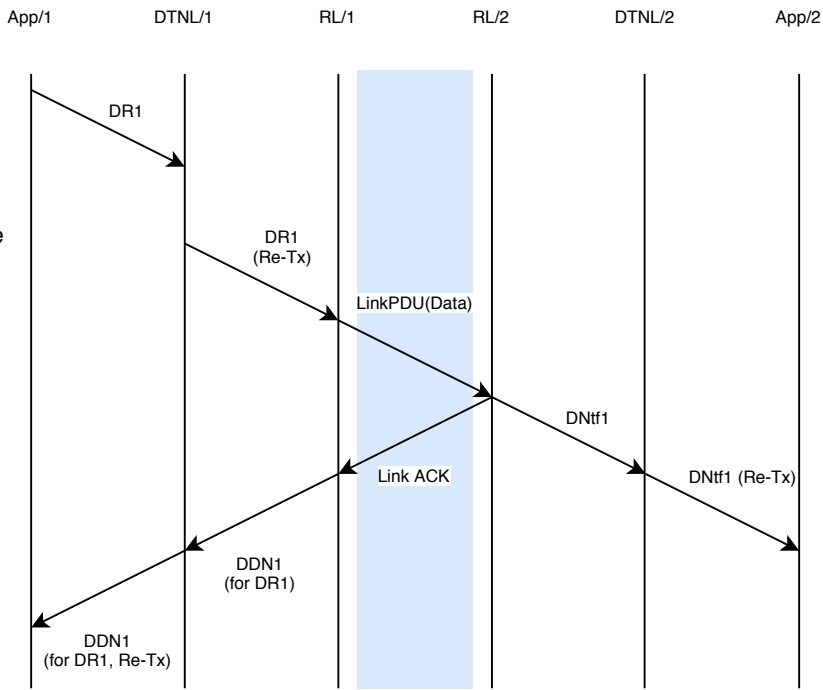 App/1 DTNL/1 RL/1 RL/2 DTNL/2 App/2
DR1
e
DR1
(Re-Tx)
LinkPDU(Data)
DNtf1
Link ACK
DNtf1 (Re-Tx)
DDN1
(for DR1)
DDN1
(for DR1, Re-Tx)